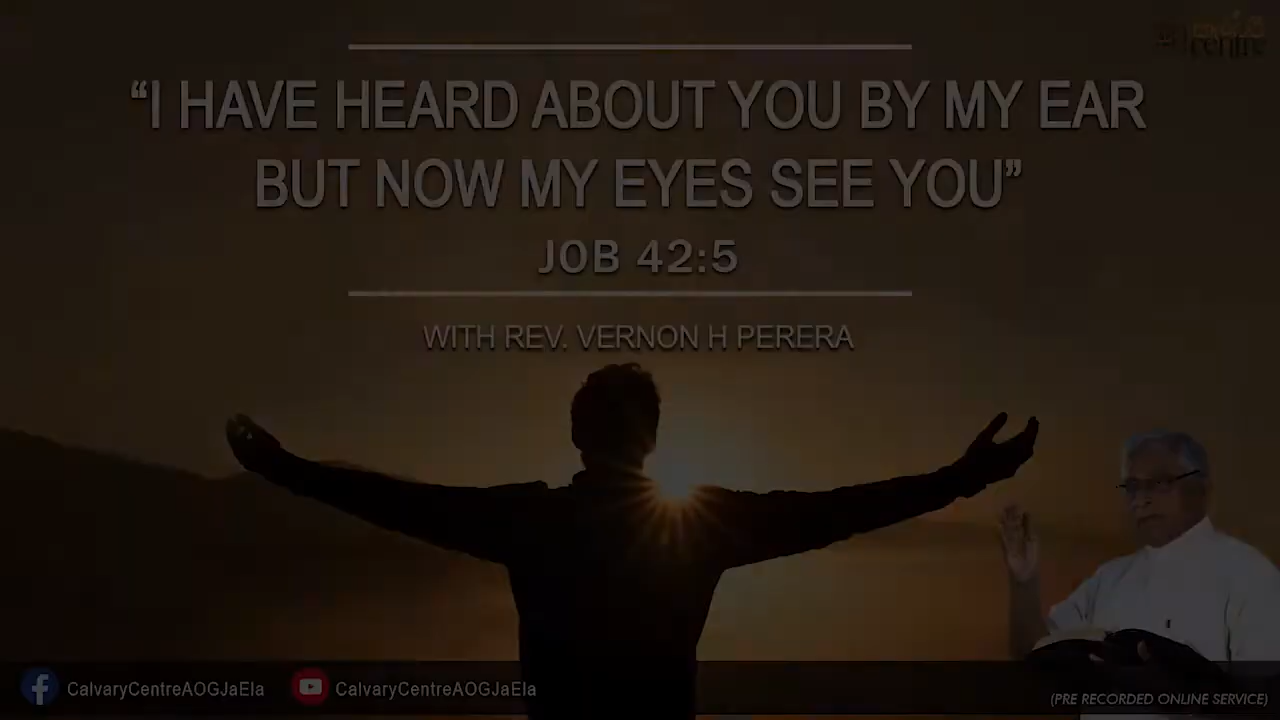 “I HAVE HEARD ABOUT YOU BY MY EAR
BUT NOW MY EYES SEE YOU”
JOB 42:5
WITH REV. VERNON H PERERA
centre
CalvaryCentreAOGJaEla
CalvaryCentreAOGJaEla
(PRE RECORDED ONLINE SERVICE)